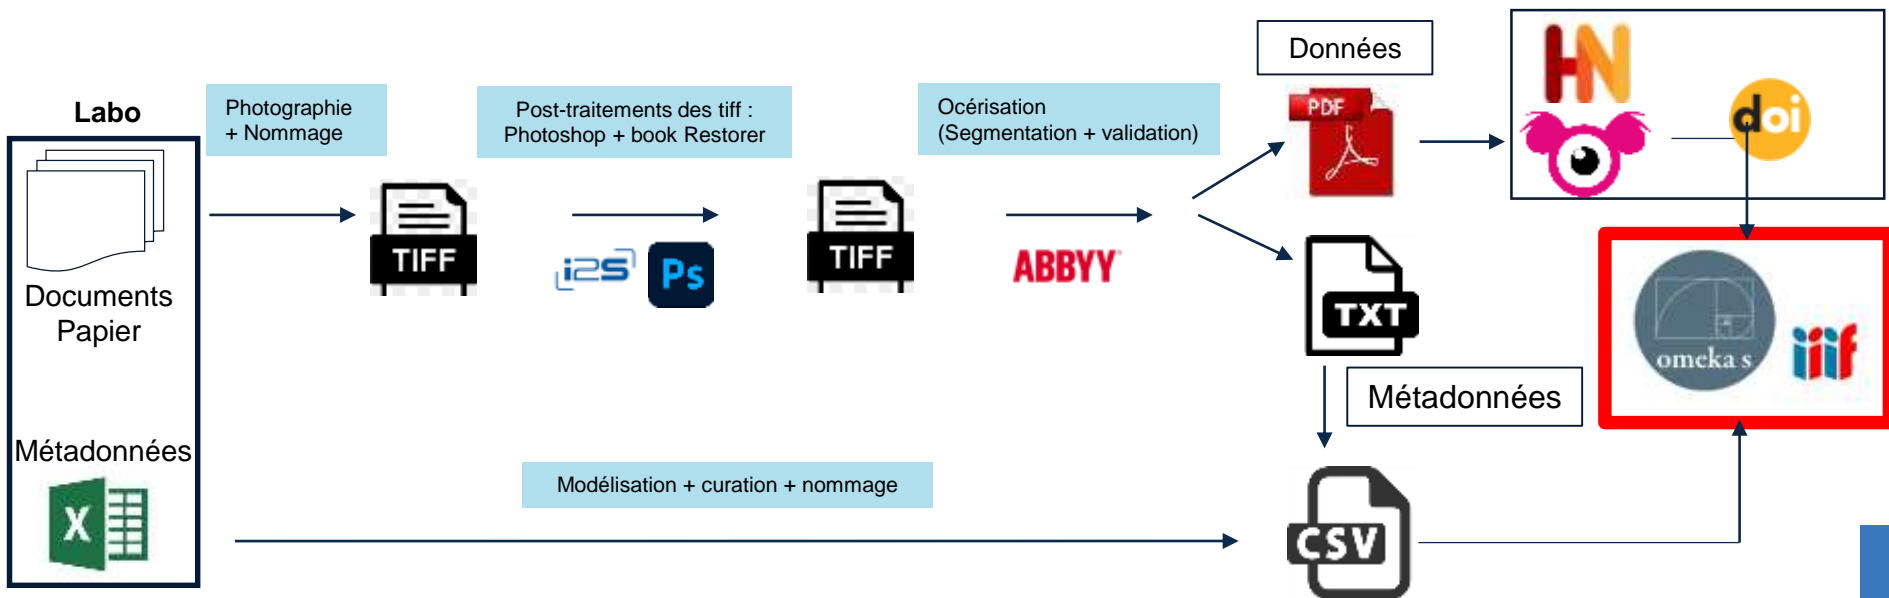 Labo
Documents
Papier
Métadonnées
X
Photographie
+ Nommage
TIFF
Post-traitements des tiff :
Photoshop + book Restorer
i2S
Ps
TIFF
Océrisation
(Segmentation + validation)
ABBYY
Données
PDF
TXT
Métadonnées
Modélisation + curation + nommage
CSV
HN
doi
omeka s
iiif